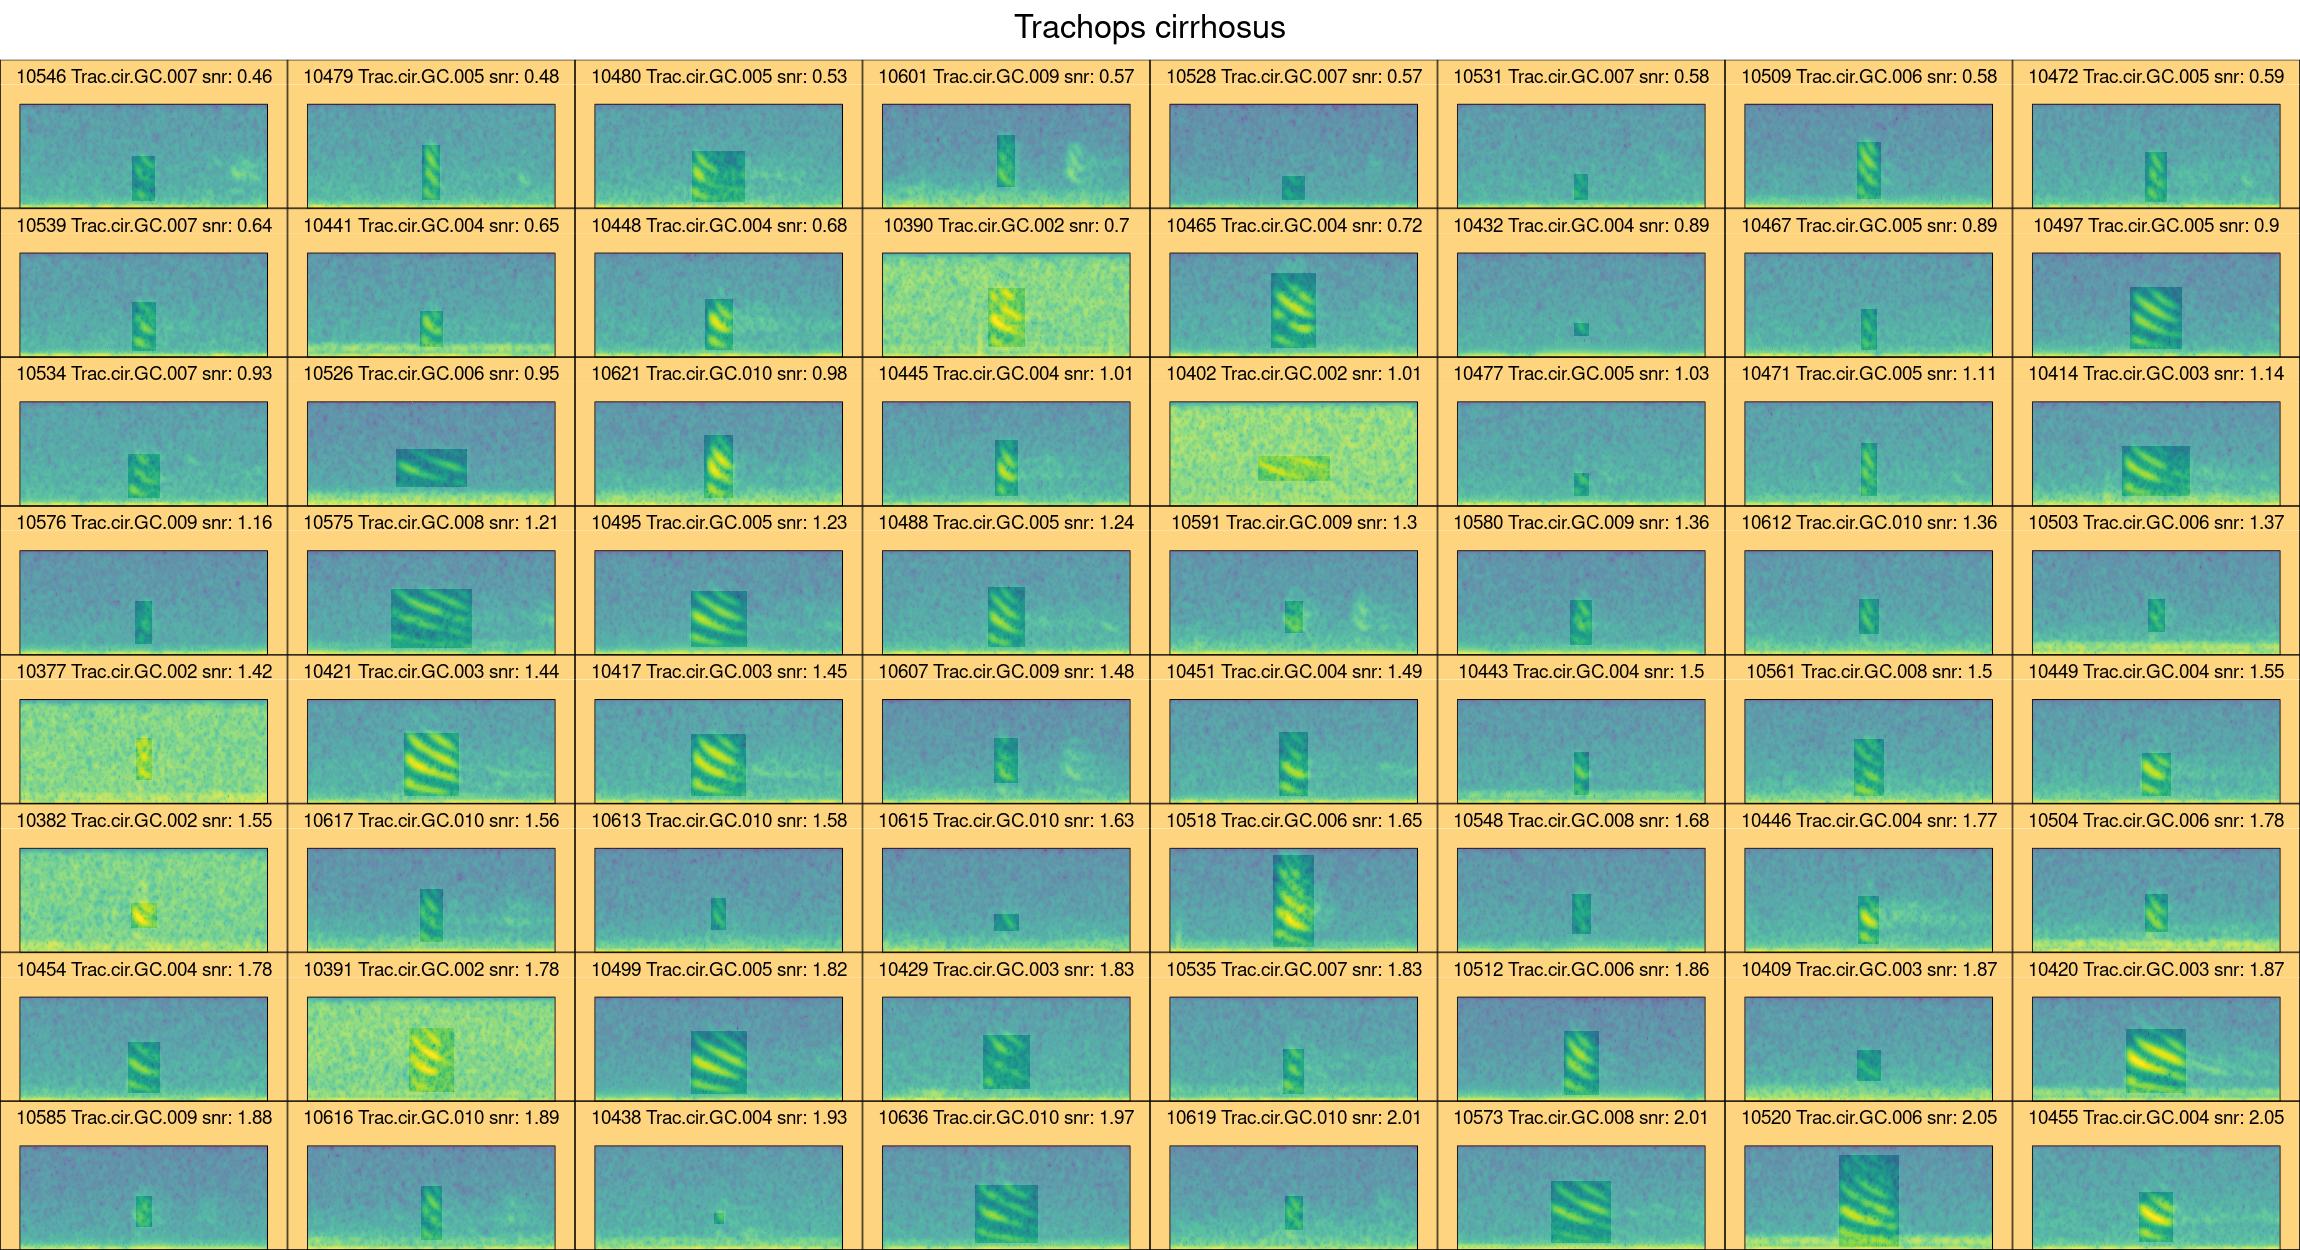 Trachops cirrhosus
10546 Trac.cir.GC.007 snr: 0.46
10479 Trac.cir.GC.005 snr: 0.48
10480 Trac.cir.GC.005 snr: 0.53
10601 Trac.cir.GC.009 snr: 0.57
10528 Trac.cir.GC.007 snr: 0.57
10531 Trac.cir.GC.007 snr: 0.58
10509 Trac.cir.GC.006 snr: 0.58
10472 Trac.cir.GC.005 snr: 0.59
10539 Trac.cir.GC.007 snr: 0.64
10441 Trac.cir.GC.004 snr: 0.65
10448 Trac.cir.GC.004 snr: 0.68
10390 Trac.cir.GC.002 snr: 0.7
10465 Trac.cir.GC.004 snr: 0.72
10432 Trac.cir.GC.004 snr: 0.89
10467 Trac.cir.GC.005 snr: 0.89
10497 Trac.cir.GC.005 snr: 0.9
10534 Trac.cir.GC.007 snr: 0.93
10526 Trac.cir.GC.006 snr: 0.95
10621 Trac.cir.GC.010 snr: 0.98
10445 Trac.cir.GC.004 snr: 1.01
10402 Trac.cir.GC.002 snr: 1.01
10477 Trac.cir.GC.005 snr: 1.03
10471 Trac.cir.GC.005 snr: 1.11
10414 Trac.cir.GC.003 snr: 1.14
10576 Trac.cir.GC.009 snr: 1.16
10575 Trac.cir.GC.008 snr: 1.21
10495 Trac.cir.GC.005 snr: 1.23
10488 Trac.cir.GC.005 snr: 1.24
10591 Trac.cir.GC.009 snr: 1.3
10580 Trac.cir.GC.009 snr: 1.36
10612 Trac.cir.GC.010 snr: 1.36
10503 Trac.cir.GC.006 snr: 1.37
10377 Trac.cir.GC.002 snr: 1.42
10421 Trac.cir.GC.003 snr: 1.44
10417 Trac.cir.GC.003 snr: 1.45
10607 Trac.cir.GC.009 snr: 1.48
10451 Trac.cir.GC.004 snr: 1.49
10443 Trac.cir.GC.004 snr: 1.5
10561 Trac.cir.GC.008 snr: 1.5
10449 Trac.cir.GC.004 snr: 1.55
10382 Trac.cir.GC.002 snr: 1.55
10617 Trac.cir.GC.010 snr: 1.56
10613 Trac.cir.GC.010 snr: 1.58
10615 Trac.cir.GC.010 snr: 1.63
10518 Trac.cir.GC.006 snr: 1.65
10548 Trac.cir.GC.008 snr: 1.68
10446 Trac.cir.GC.004 snr: 1.77
10504 Trac.cir.GC.006 snr: 1.78
10454 Trac.cir.GC.004 snr: 1.78
10391 Trac.cir.GC.002 snr: 1.78
10499 Trac.cir.GC.005 snr: 1.82
10429 Trac.cir.GC.003 snr: 1.83
10535 Trac.cir.GC.007 snr: 1.83
10512 Trac.cir.GC.006 snr: 1.86
10409 Trac.cir.GC.003 snr: 1.87
10420 Trac.cir.GC.003 snr: 1.87
10585 Trac.cir.GC.009 snr: 1.88
10616 Trac.cir.GC.010 snr: 1.89
10438 Trac.cir.GC.004 snr: 1.93
10636 Trac.cir.GC.010 snr: 1.97
10619 Trac.cir.GC.010 snr: 2.01
10573 Trac.cir.GC.008 snr: 2.01
10520 Trac.cir.GC.006 snr: 2.05
10455 Trac.cir.GC.004 snr: 2.05